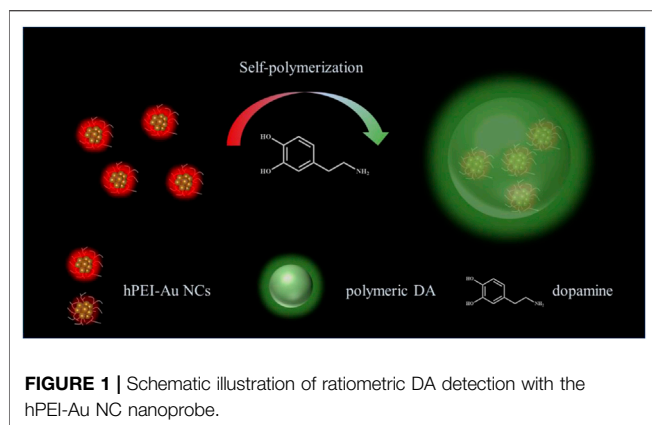 Self-polymerization
HO
HO
NH₂
hPEI-Au NCs
polymeric DA
HO
HO
NH₂
dopamine
FIGURE 1 | Schematic illustration of ratiometric DA detection with the
hPEI-Au NC nanoprobe.